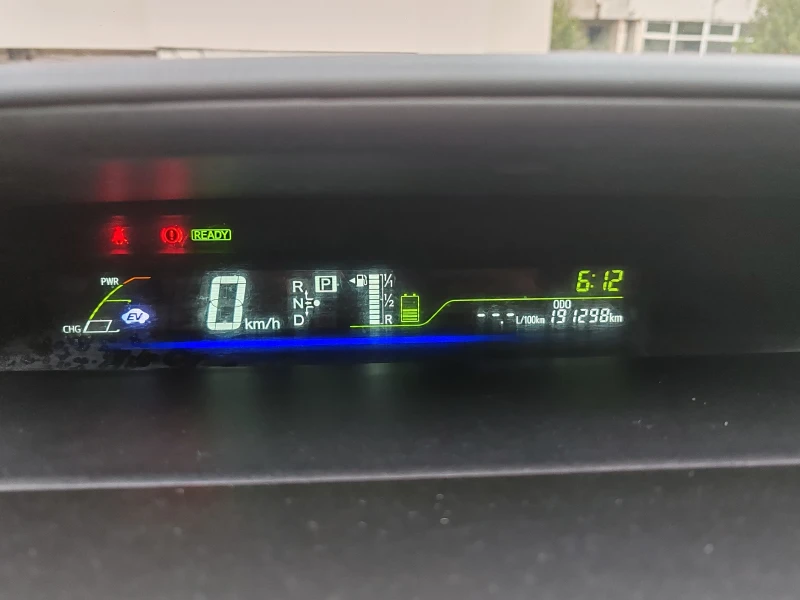 READY
PWR
EV
CHG
0 km/h
R
N
D
P
1/1
1/2
R
6:12
ODO
--.- L/100km 191298km